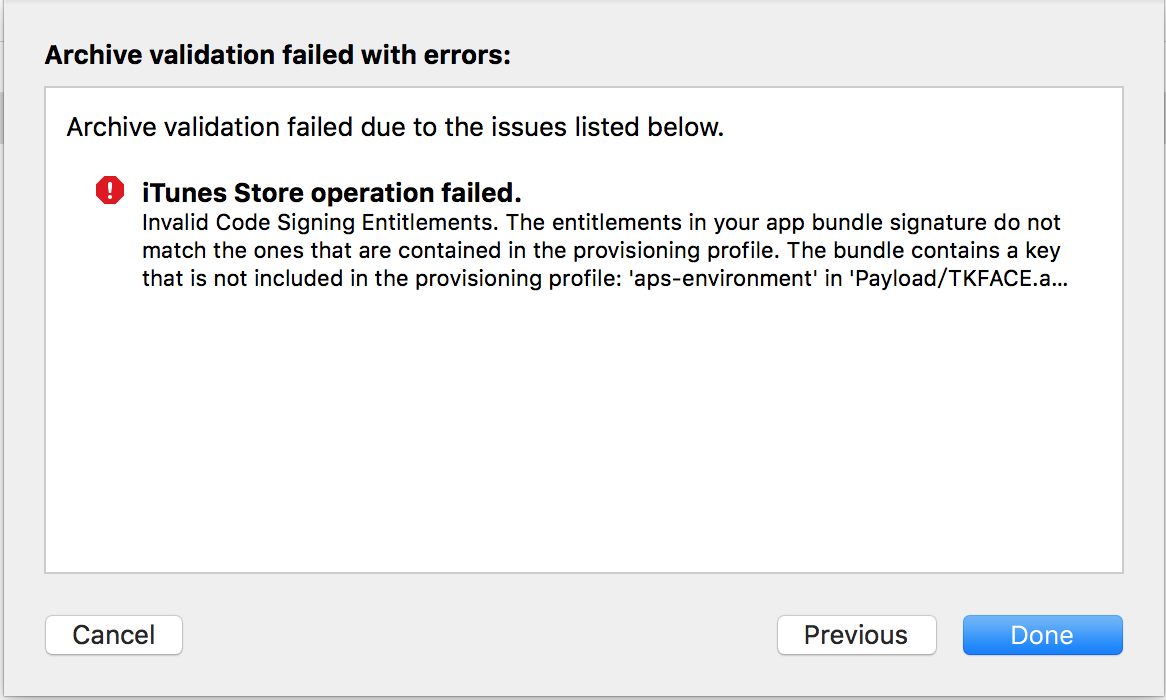 Archive validation failed with errors:
Archive validation failed due to the issues listed below.
iTunes Store operation failed.
Invalid Code Signing Entitlements. The entitlements in your app bundle signature do not
match the ones that are contained in the provisioning profile. The bundle contains a key
that is not included in the provisioning profile: 'aps-environment' in 'Payload/TKFACE.a...
Cancel
Previous
Done